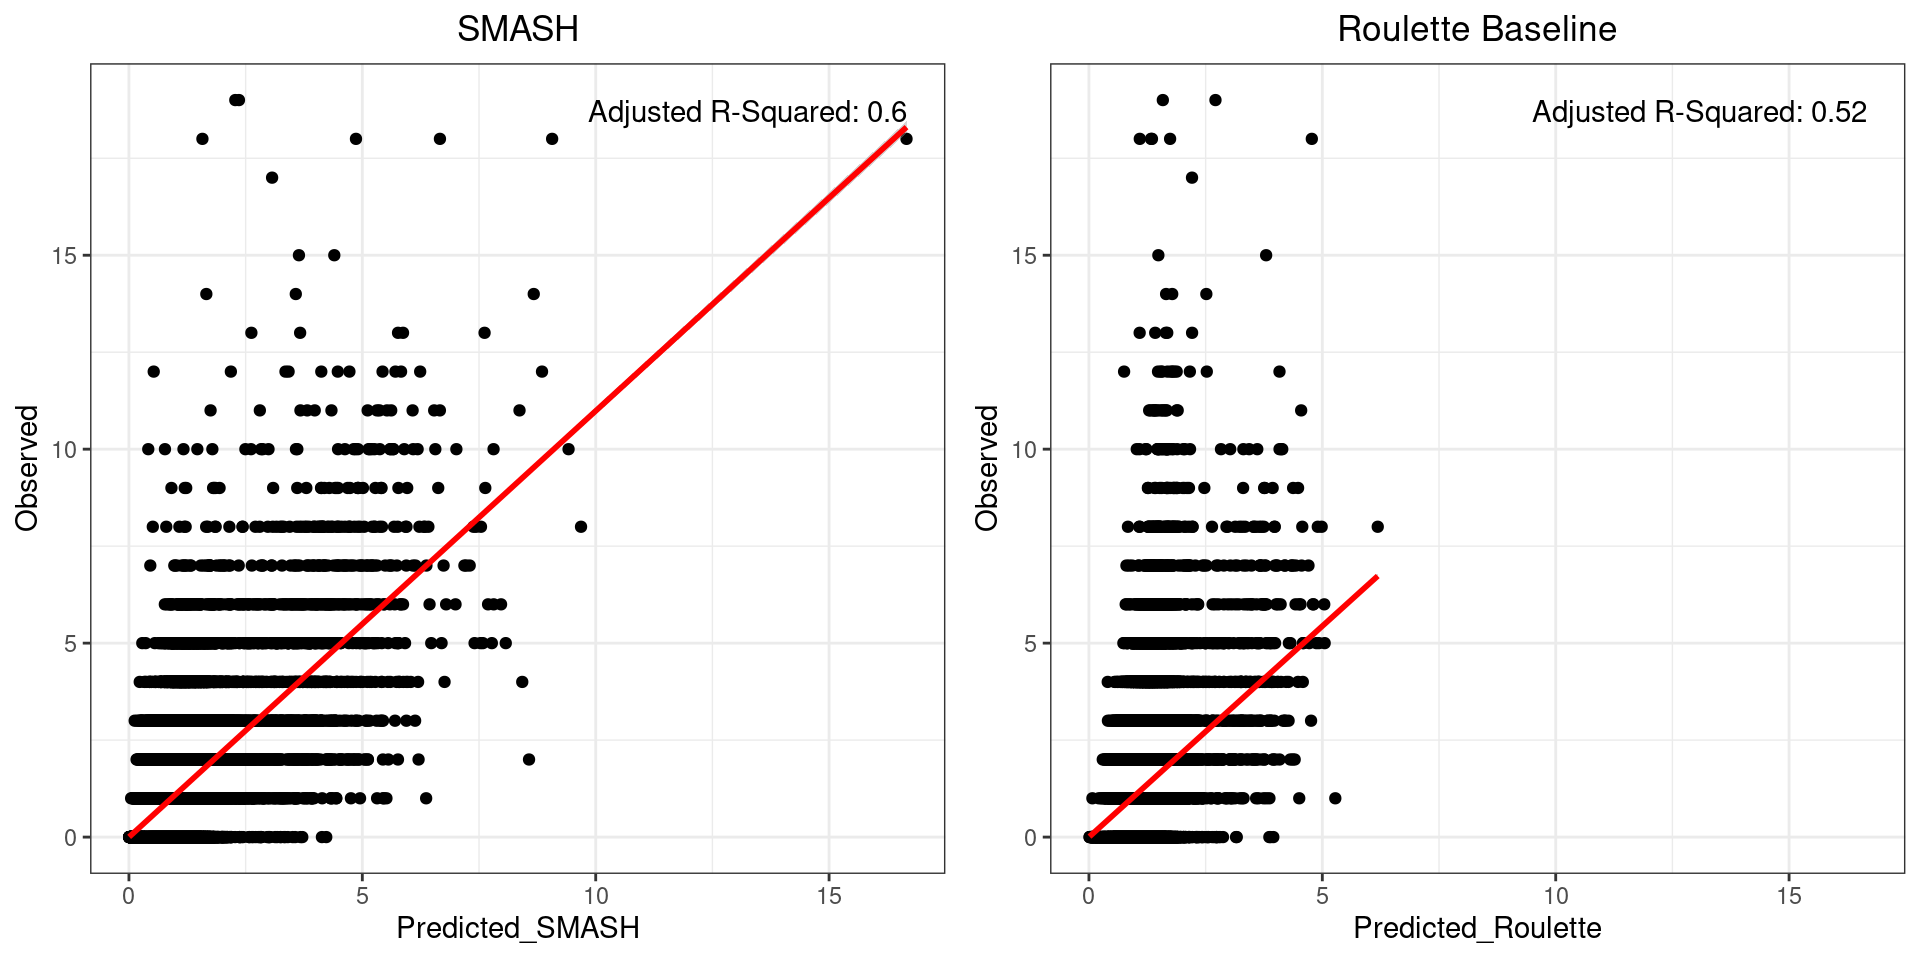 SMASH
Adjusted R-Squared: 0.6
Observed
15
10
5
0
0 5 10 15
Predicted_SMASH
Roulette Baseline
Adjusted R-Squared: 0.52
Observed
15
10
5
0
0 5 10 15
Predicted_Roulette